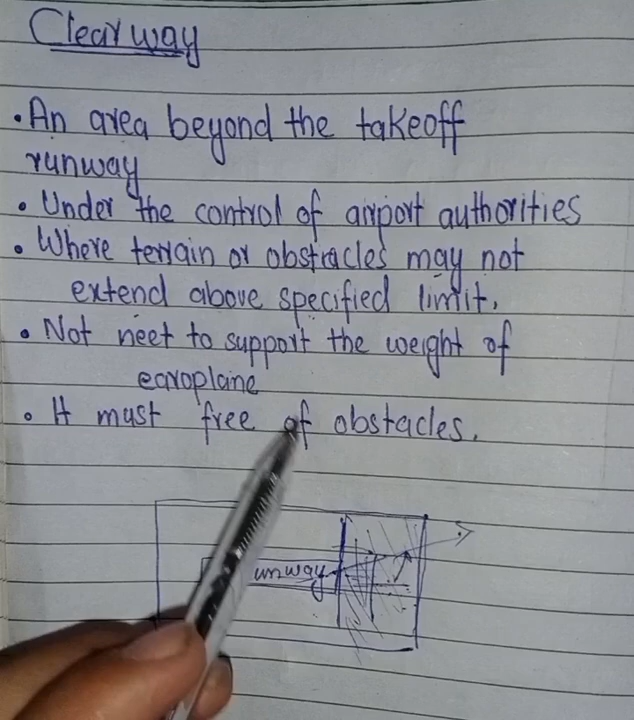 Clearway
• An area beyond the takeoff
runway
• Under the control of airport authorities
• Where terrain or obstacles may not
extend above specified limit.
• Not neet to support the weight of
earoplane
• It must free of obstacles.
unway